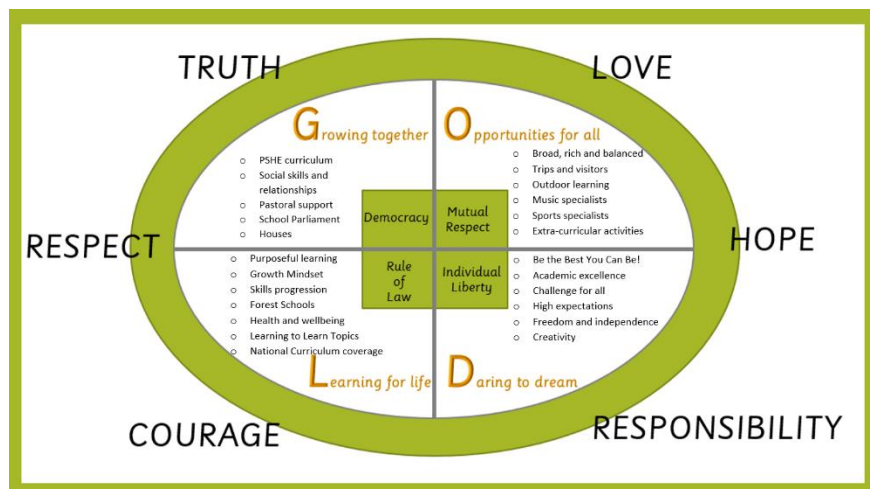 TRUTH
LOVE
Growing together
Opportunities for all
o PSHE curriculum
o Social skills and
relationships
o Pastoral support
o School Parliament
o Houses
o Broad, rich and balanced
o Trips and visitors
o Outdoor learning
o Music specialists
o Sports specialists
o Extra-curricular activities
Democracy
Mutual
Respect
RESPECT
HOPE
o Purposeful learning
o Growth Mindset
o Skills progression
o Forest Schools
o Health and wellbeing
o Learning to Learn Topics
o National Curriculum coverage
Rule
of
Law
Individual
Liberty
o Be the Best You Can Be!
o Academic excellence
o Challenge for all
o High expectations
o Freedom and independence
o Creativity
Learning for life
Daring to dream
COURAGE
RESPONSIBILITY